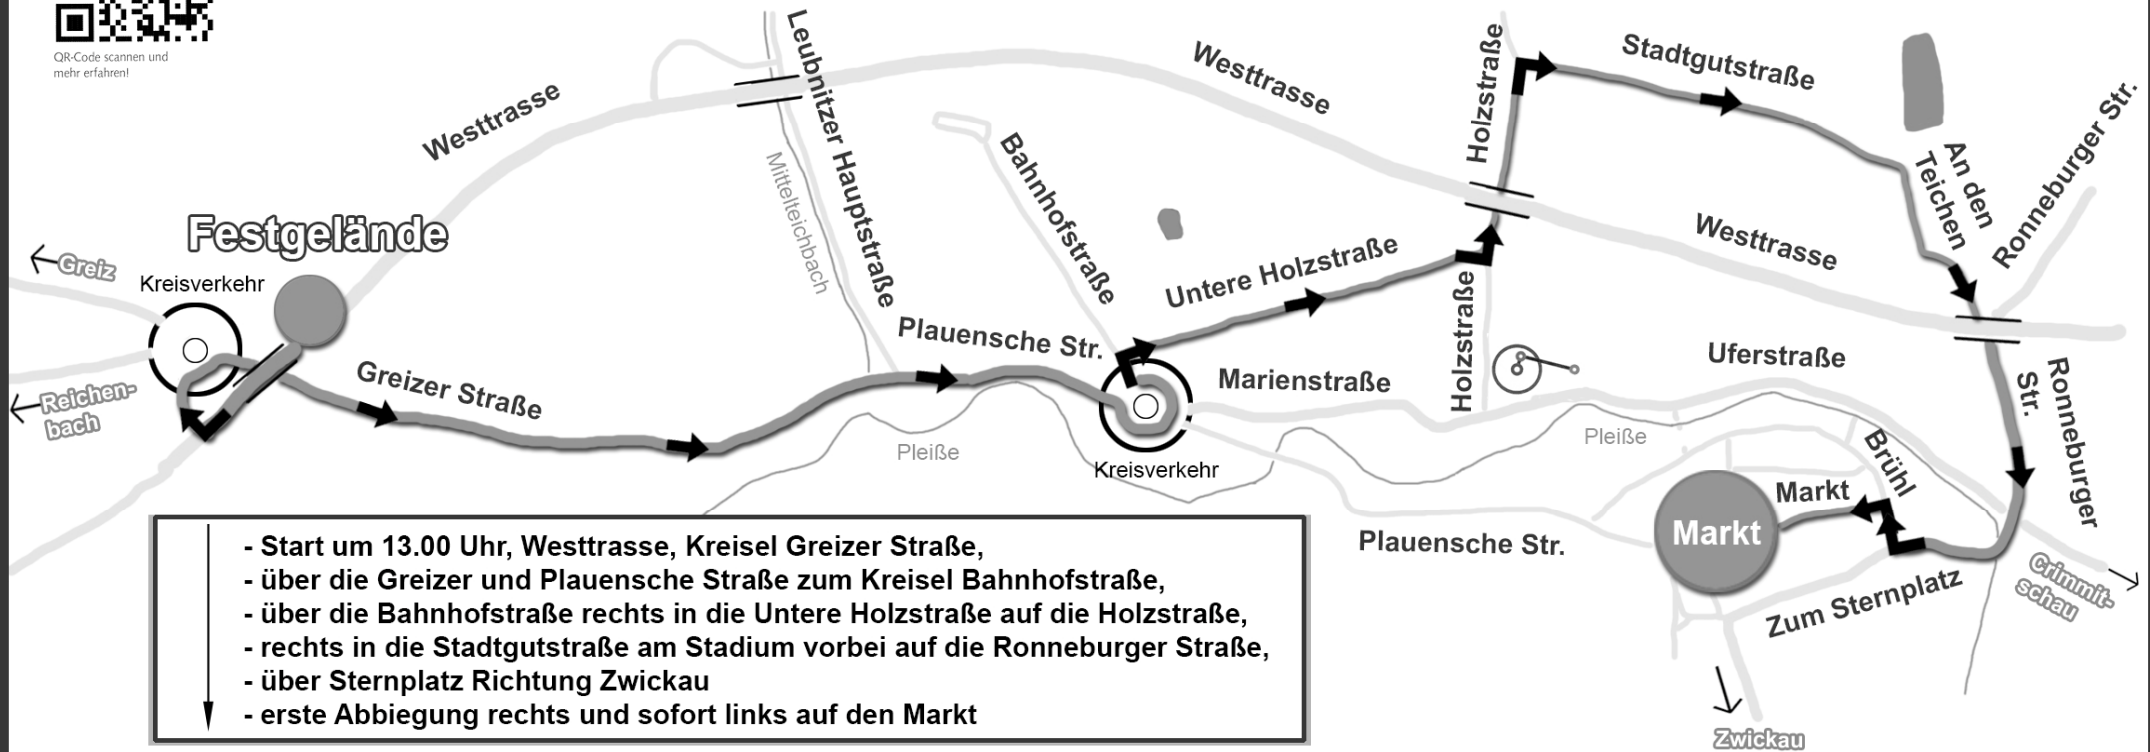 QR-Code scannen und
mehr erfahren!
Westtrasse
Leubnitzer Hauptstraße
Mittelteichbach
Westtrasse
Holzstraße
Stadtgutstraße
An den
Teichen
Ronneburger Str.
Bahnhofstraße
Festgelände
Greiz
Kreisverkehr
Untere Holzstraße
Westtrasse
Plauensche Str.
Holzstraße
Reichen-
bach
Greizer Straße
Marienstraße
Uferstraße
Ronneburger
Str.
Pleiße
Kreisverkehr
Pleiße
Brühl
Markt
Markt
Plauensche Str.
Zum Sternplatz
Crimmit-
schau
Zwickau
- Start um 13.00 Uhr, Westtrasse, Kreisel Greizer Straße,
- über die Greizer und Plauensche Straße zum Kreisel Bahnhofstraße,
- über die Bahnhofstraße rechts in die Untere Holzstraße auf die Holzstraße,
- rechts in die Stadtgutstraße am Stadium vorbei auf die Ronneburger Straße,
- über Sternplatz Richtung Zwickau
- erste Abbiegung rechts und sofort links auf den Markt